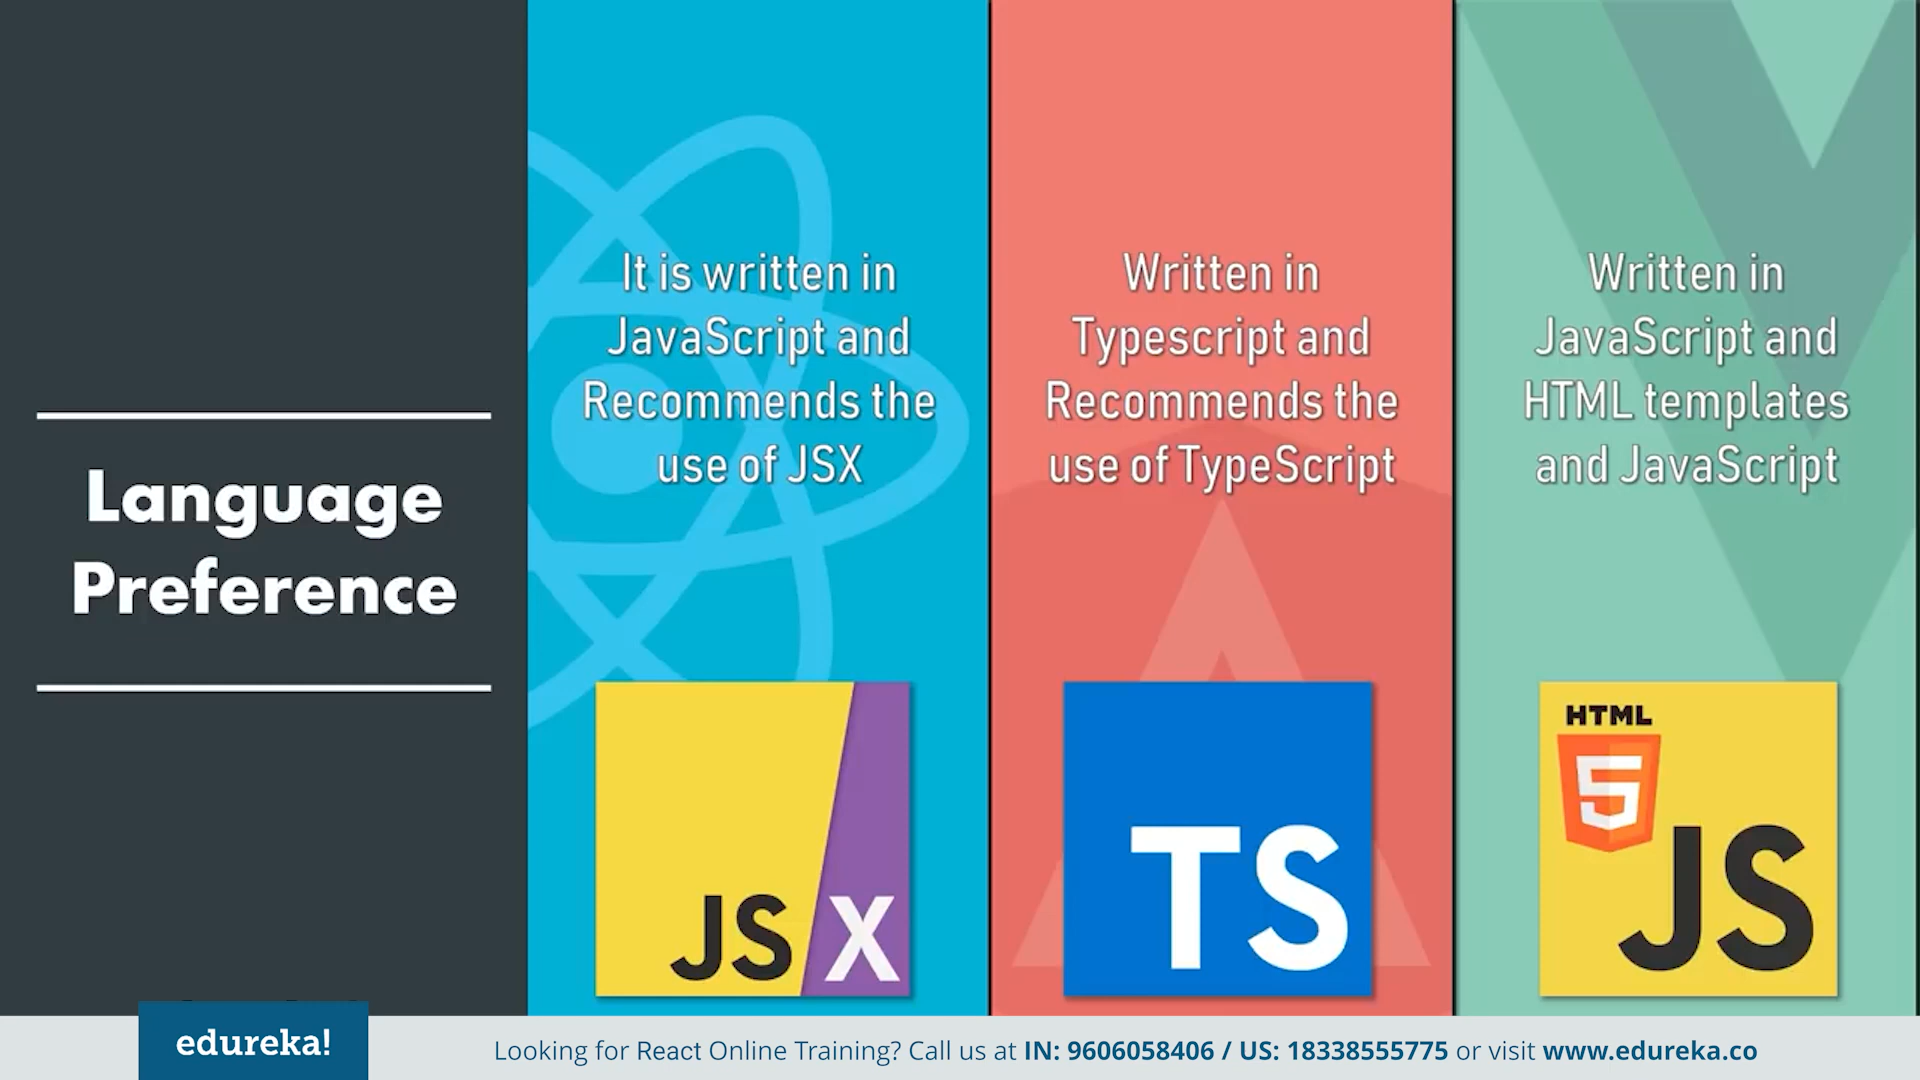 Language
Preference
It is written in
JavaScript and
Recommends the
use of JSX
JS X
Written in
Typescript and
Recommends the
use of TypeScript
TS
Written in
JavaScript and
HTML templates
and JavaScript
HTML
5
JS
edureka!
Looking for React Online Training? Call us at IN: 9606058406 / US: 18338555775 or visit www.edureka.co